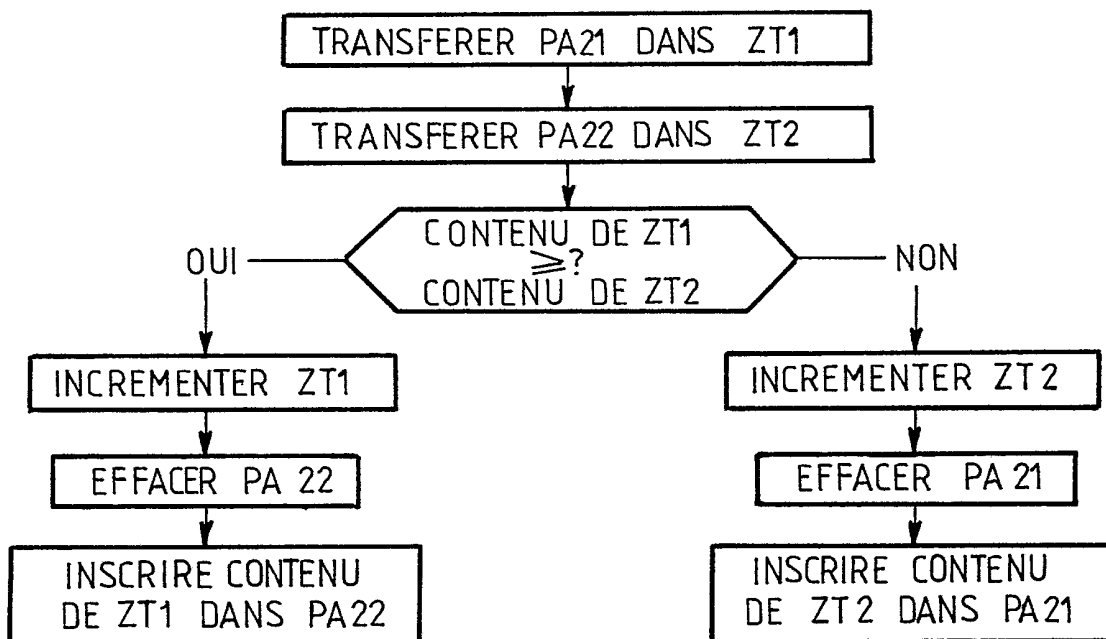 TRANSFERER PA21 DANS ZT1
TRANSFERER PA22 DANS ZT2
CONTENU DE ZT1
⩾?
CONTENU DE ZT2
OUI
NON
INCREMENTER ZT1
INCREMENTER ZT2
EFFACER PA 22
EFFACER PA 21
INSCRIRE CONTENU
DE ZT1 DANS PA22
INSCRIRE CONTENU
DE ZT2 DANS PA21